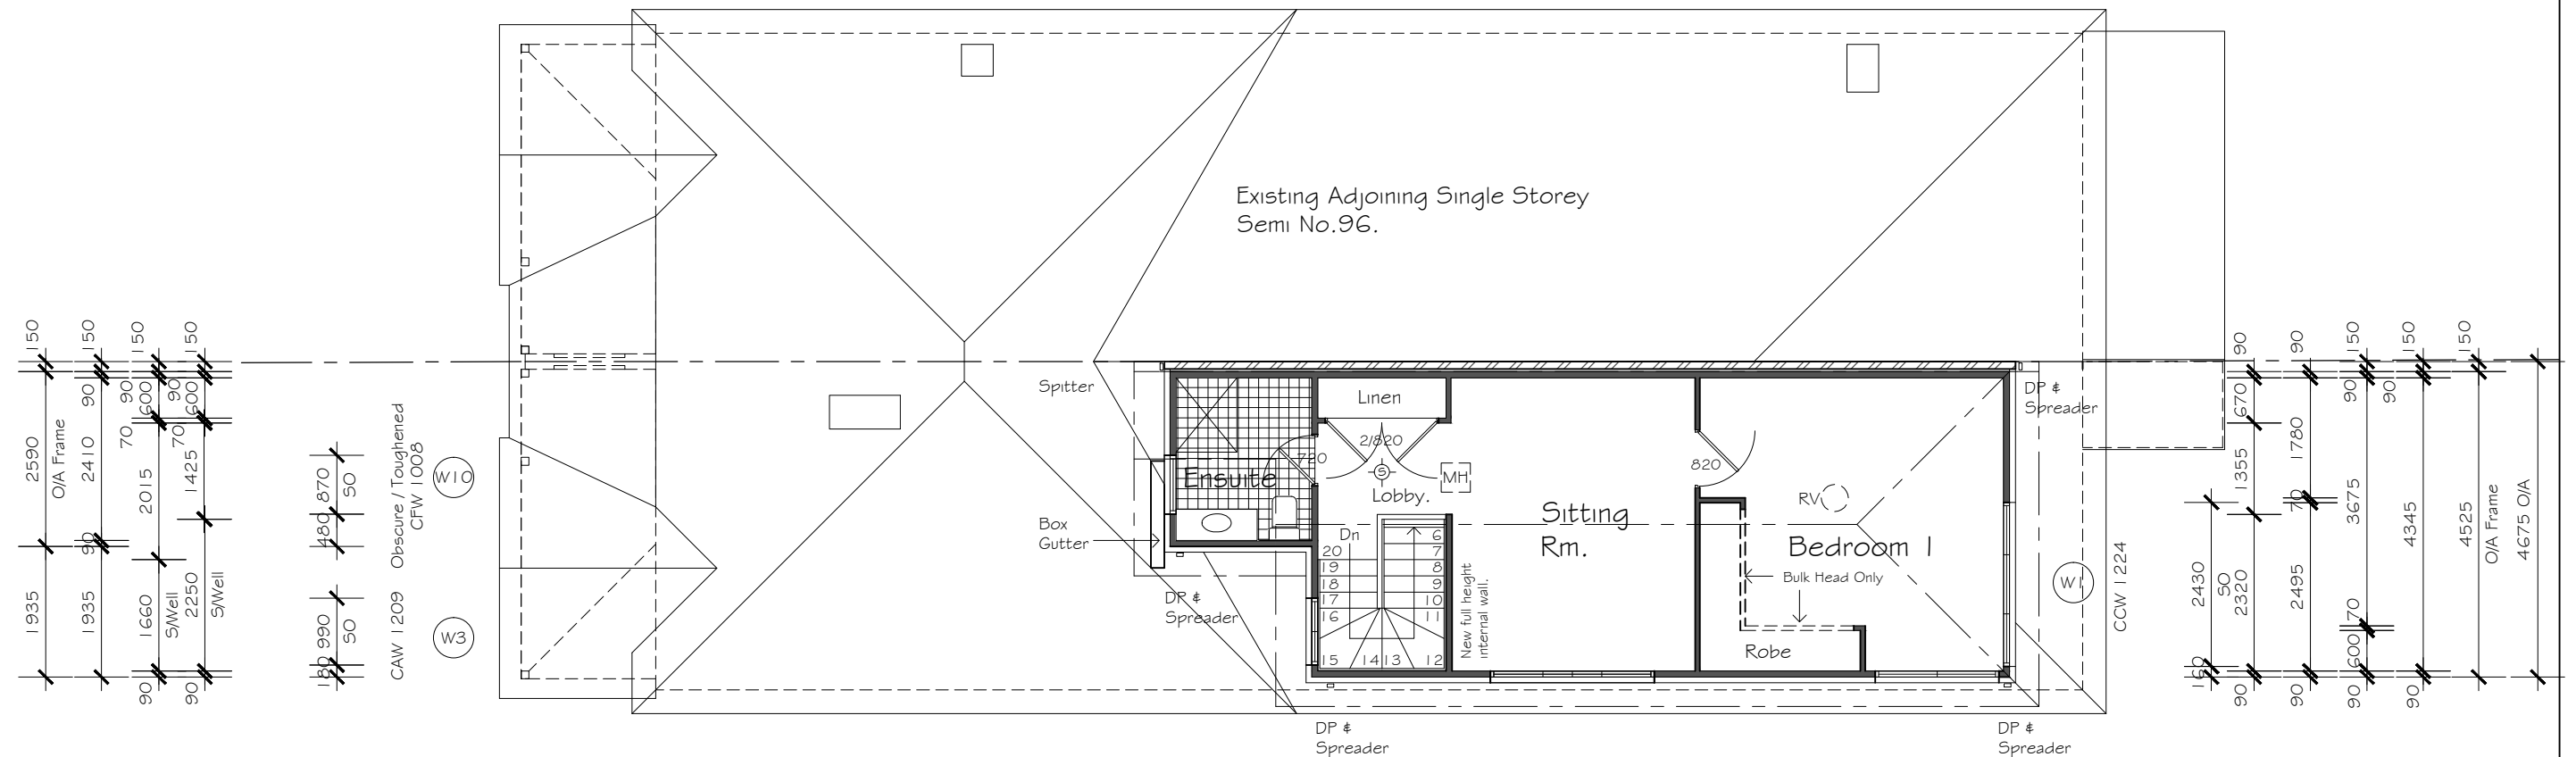 Existing Adjoining Single Storey
Semi No.96.
150
2590
O/A Frame
1935
150
90
2410
90
1935
150
90
600
70
2015
1660
S/Well
90
150
90
600
70
1425
2250
S/Well
90
870
50
480
990
50
180
Obscure / Toughened
CFW 1008
CAW 1209
W10
W3
Spitter
Box
Gutter
DP &
Spreader
Ensuite
720
Linen
2/820
S
Lobby.
MH
Dn
20
19
18
17
16
15
14
13
12
11
10
9
8
7
6
New full height
internal wall.
Sitting
Rm.
820
RV
Bedroom 1
Bulk Head Only
Robe
DP &
Spreader
DP &
Spreader
DP &
Spreader
W1
CCW 1224
2430
50
160
90
670
1355
2320
90
90
1780
70
2495
90
150
90
3675
70
600
90
150
90
4345
90
150
4525
O/A Frame
4675 O/A